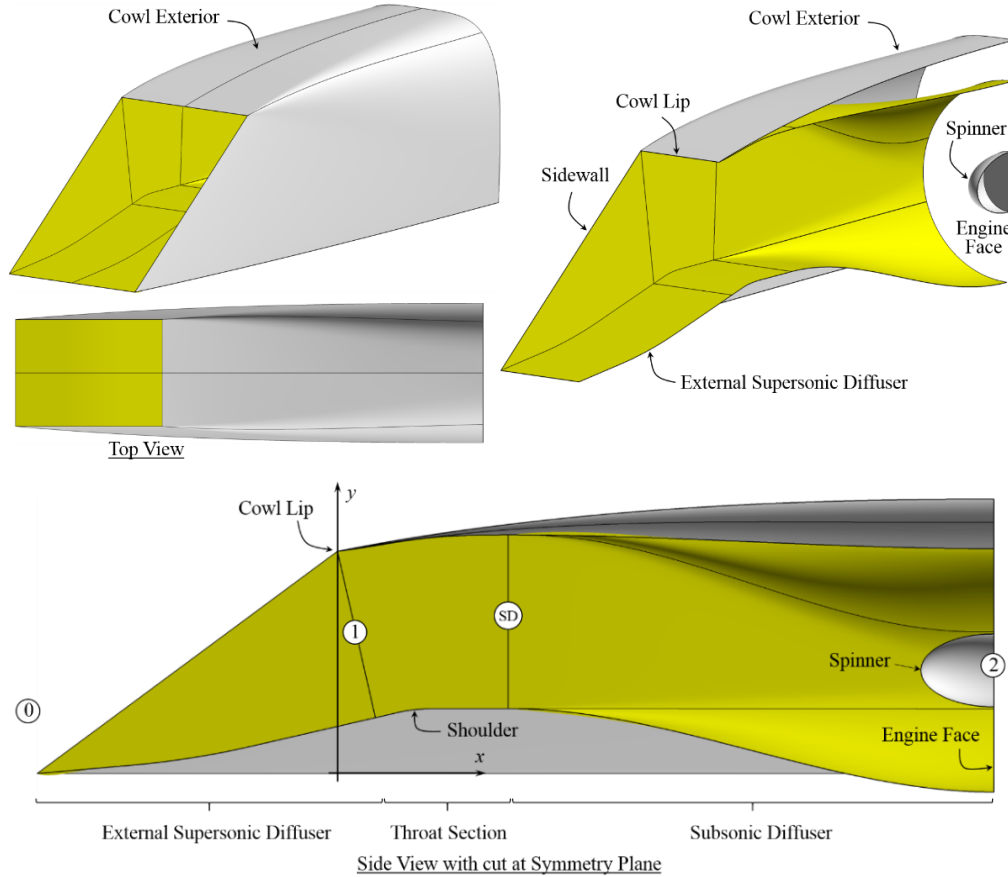 Cowl Exterior
Cowl Exterior
Cowl Lip
Spinner
Sidewall
Engine
Face
External Supersonic Diffuser
Top View
Cowl Lip
y
1
SD
Spinner
2
0
Shoulder
Engine Face
x
External Supersonic Diffuser
Throat Section
Subsonic Diffuser
Side View with cut at Symmetry Plane